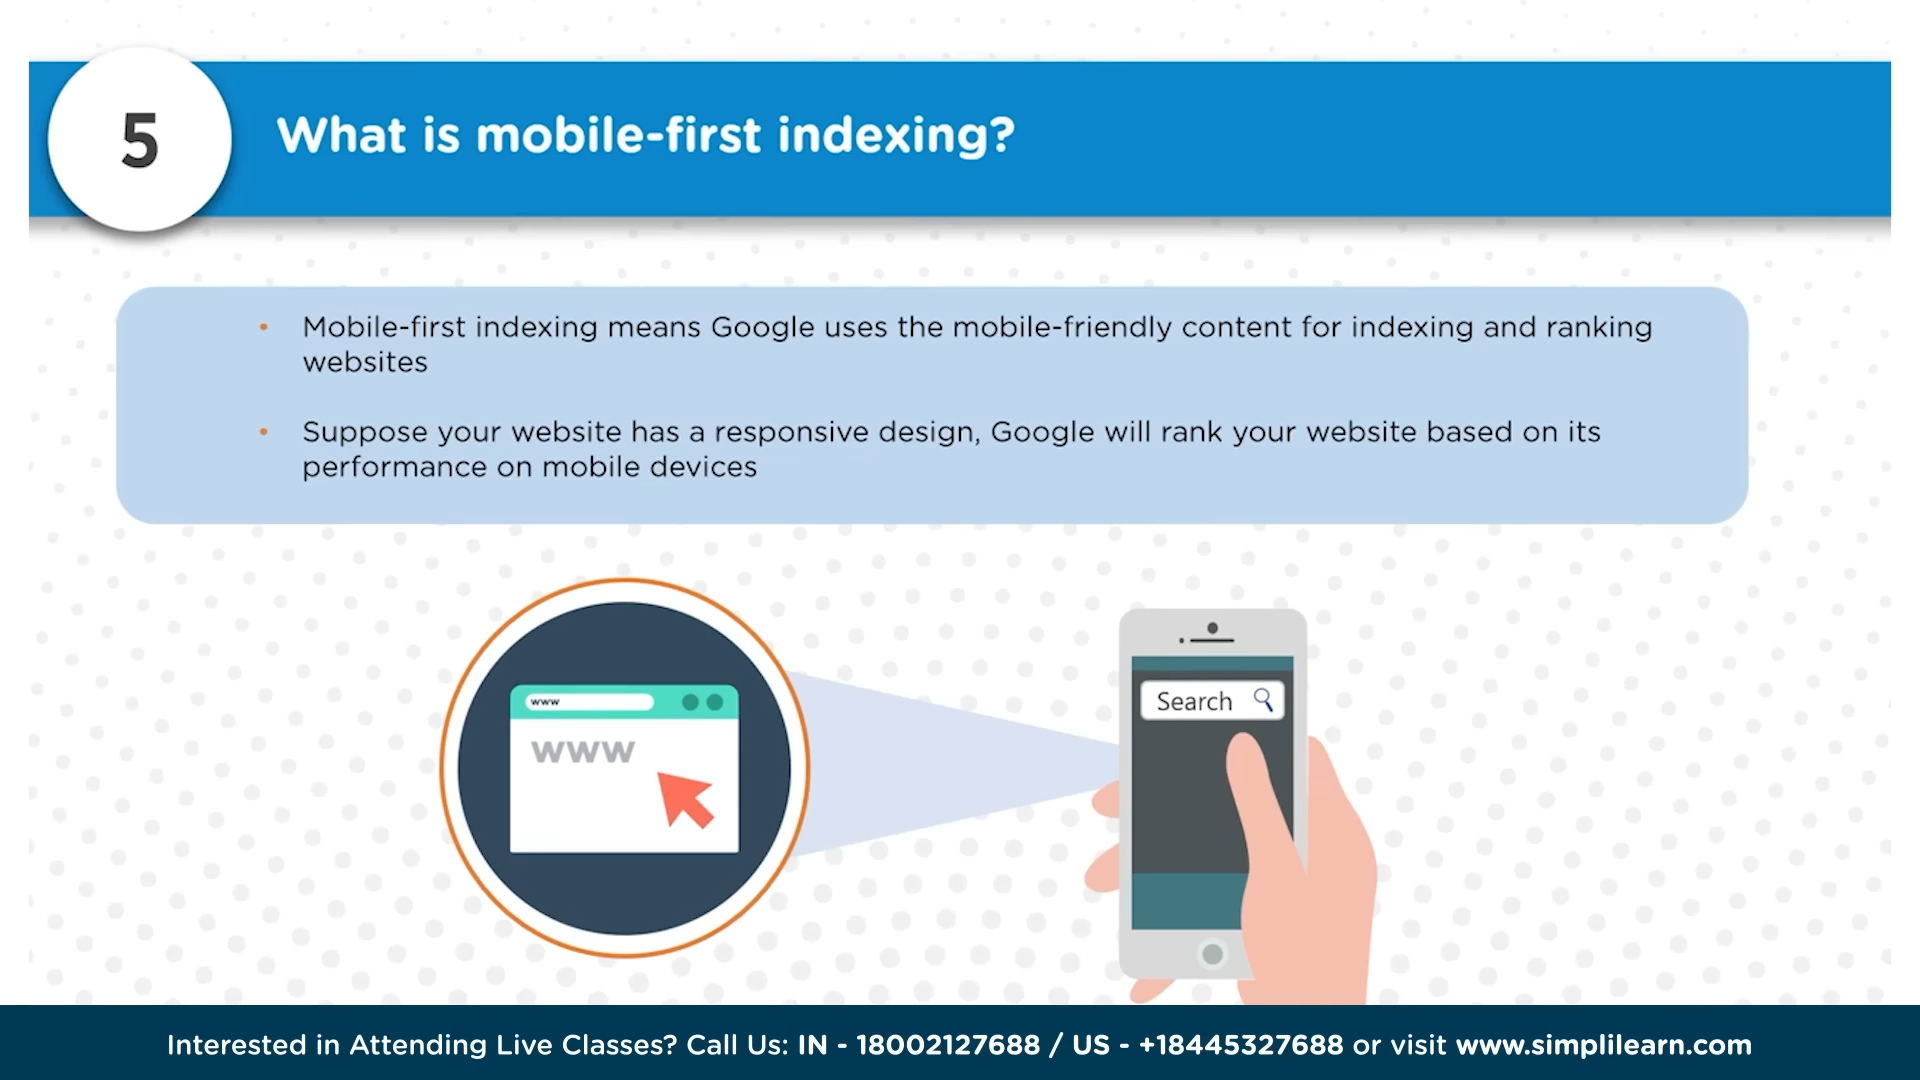 5
What is mobile-first indexing?
• Mobile-first indexing means Google uses the mobile-friendly content for indexing and ranking
websites
• Suppose your website has a responsive design, Google will rank your website based on its
performance on mobile devices
www
www
Search
Interested in Attending Live Classes? Call Us: IN - 18002127688 / US - +18445327688 or visit www.simplilearn.com